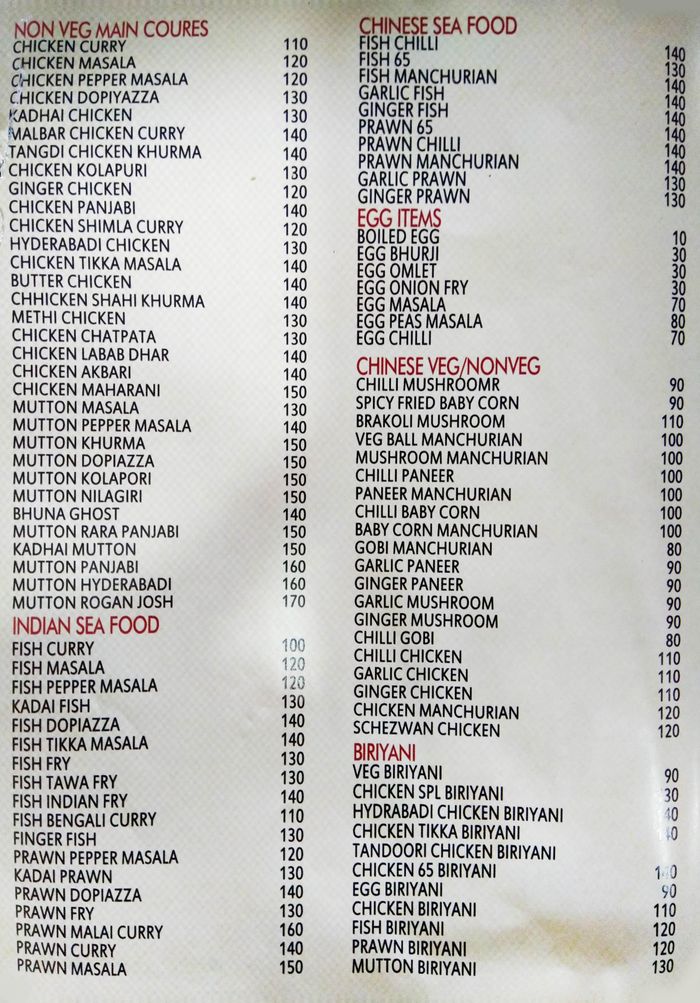 NON VEG MAIN COURES
CHICKEN CURRY 110
CHICKEN MASALA 120
CHICKEN PEPPER MASALA 120
CHICKEN DOPIYAZZA 130
KADHAI CHICKEN 130
MALBAR CHICKEN CURRY 140
TANGDI CHICKEN KHURMA 140
CHICKEN KOLAPURI 130
GINGER CHICKEN 120
CHICKEN PANJABI 140
CHICKEN SHIMLA CURRY 120
HYDERABADI CHICKEN 130
CHICKEN TIKKA MASALA 140
BUTTER CHICKEN 140
CHHICKEN SHAHI KHURMA 140
METHI CHICKEN 130
CHICKEN CHATPATA 130
CHICKEN LABAB DHAR 140
CHICKEN AKBARI 140
CHICKEN MAHARANI 150
MUTTON MASALA 130
MUTTON PEPPER MASALA 140
MUTTON KHURMA 150
MUTTON DOPIAZZA 150
MUTTON KOLAPORI 150
MUTTON NILAGIRI 150
BHUNA GHOST 140
MUTTON RARA PANJABI 150
KADHAI MUTTON 150
MUTTON PANJABI 160
MUTTON HYDERABADI 160
MUTTON ROGAN JOSH 170
INDIAN SEA FOOD
FISH CURRY 100
FISH MASALA 120
FISH PEPPER MASALA 120
KADAI FISH 130
FISH DOPIAZZA 140
FISH TIKKA MASALA 140
FISH FRY 130
FISH TAWA FRY 130
FISH INDIAN FRY 140
FISH BENGALI CURRY 110
FINGER FISH 130
PRAWN PEPPER MASALA 120
KADAI PRAWN 130
PRAWN DOPIAZZA 140
PRAWN FRY 130
PRAWN MALAI CURRY 160
PRAWN CURRY 140
PRAWN MASALA 150
CHINESE SEA FOOD
FISH CHILLI 140
FISH 65 130
FISH MANCHURIAN 140
GARLIC FISH 140
GINGER FISH 140
PRAWN 65 140
PRAWN CHILLI 140
PRAWN MANCHURIAN 140
GARLIC PRAWN 130
GINGER PRAWN 130
EGG ITEMS
BOILED EGG 10
EGG BHURJI 30
EGG OMLET 30
EGG ONION FRY 30
EGG MASALA 70
EGG PEAS MASALA 80
EGG CHILLI 70
CHINESE VEG/NONVEG
CHILLI MUSHROOMR 90
SPICY FRIED BABY CORN 90
BRAKOLI MUSHROOM 110
VEG BALL MANCHURIAN 100
MUSHROOM MANCHURIAN 100
CHILLI PANEER 100
PANEER MANCHURIAN 100
CHILLI BABY CORN 100
BABY CORN MANCHURIAN 100
GOBI MANCHURIAN 80
GARLIC PANEER 90
GINGER PANEER 90
GARLIC MUSHROOM 90
GINGER MUSHROOM 90
CHILLI GOBI 80
CHILLI CHICKEN 110
GARLIC CHICKEN 110
GINGER CHICKEN 110
CHICKEN MANCHURIAN 120
SCHEZWAN CHICKEN 120
BIRIYANI
VEG BIRIYANI 90
CHICKEN SPL BIRIYANI
HYDRABADI CHICKEN BIRIYANI
CHICKEN TIKKA BIRIYANI
TANDOORI CHICKEN BIRIYANI
CHICKEN 65 BIRIYANI
EGG BIRIYANI 90
CHICKEN BIRIYANI 110
FISH BIRIYANI 120
PRAWN BIRIYANI 120
MUTTON BIRIYANI 130